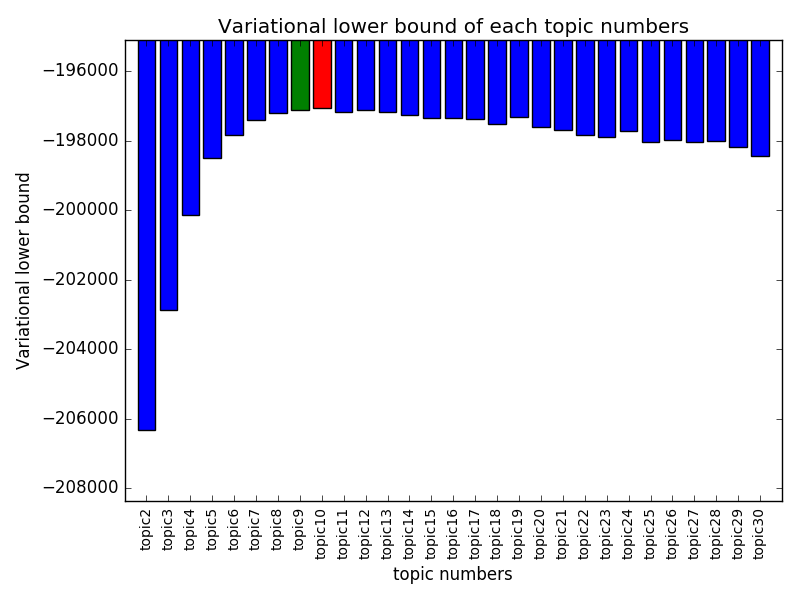 Variational lower bound of each topic numbers
−196000
−198000
−200000
−202000
−204000
−206000
−208000
Variational lower bound
topic2
topic3
topic4
topic5
topic6
topic7
topic8
topic9
topic10
topic11
topic12
topic13
topic14
topic15
topic16
topic17
topic18
topic19
topic20
topic21
topic22
topic23
topic24
topic25
topic26
topic27
topic28
topic29
topic30
topic numbers